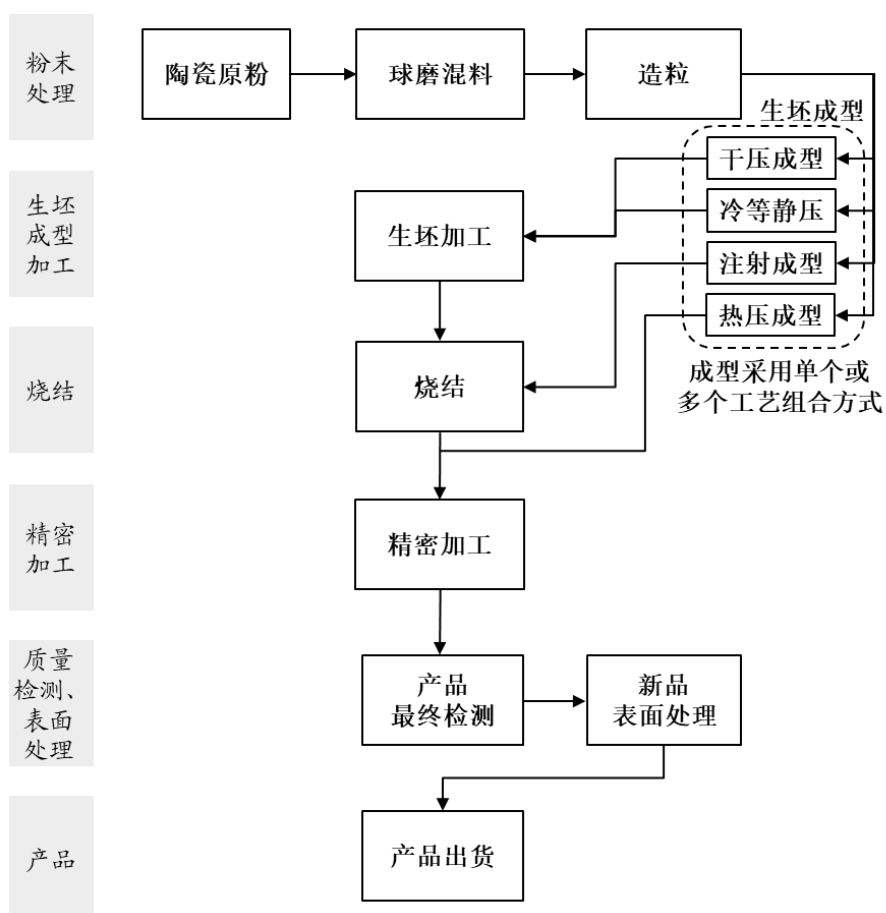 粉末
处理
陶瓷原粉
球磨混料
造粒
生坯成型
干压成型
冷等静压
注射成型
热压成型
成型采用单个或
多个工艺组合方式
生坯
成型
加工
生坯加工
烧结
烧结
精密
加工
精密加工
质量
检测、
表面
处理
产品
最终检测
新品
表面处理
产品
产品出货